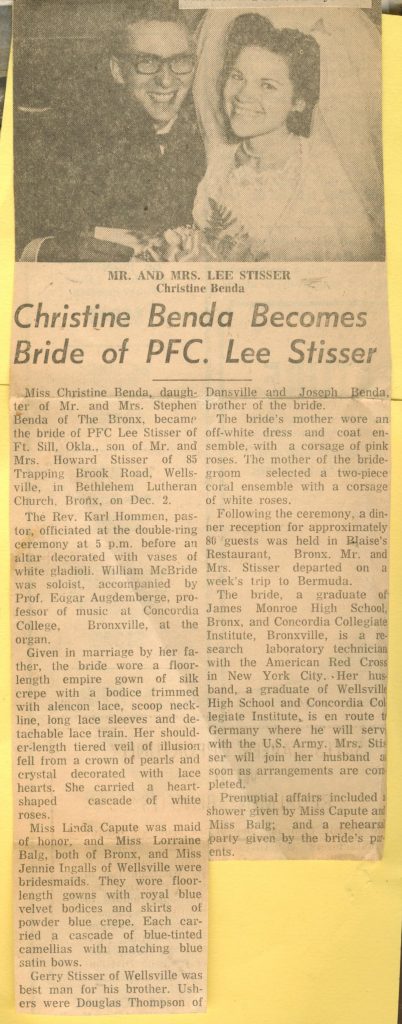 MR. AND MRS. LEE STISSER
Christine Benda
Christine Benda Becomes
Bride of PFC. Lee Stisser
Miss Christine Benda, daugh-
ter of Mr. and Mrs. Stephen
Benda of The Bronx, became
the bride of PFC Lee Stisser of
Ft. Sill, Okla., son of Mr. and
Mrs. Howard Stisser of 85
Trapping Brook Road, Wells-
ville, in Bethlehem Lutheran
Church, Bronx, on Dec. 2.
The Rev. Karl Hommen, pas-
tor, officiated at the double-ring
ceremony at 5 p.m. before an
altar decorated with vases of
white gladioli. William McBride
was soloist, accompanied by
Prof. Edgar Augdemberge, pro-
fessor of music at Concordia
College, Bronxville, at the
organ.
Given in marriage by her fa-
ther, the bride wore a floor-
length empire gown of silk
crepe with a bodice trimmed
with alencon lace, scoop neck-
line, long lace sleeves and de-
tachable lace train. Her should-
er-length tiered veil of illusion
fell from a crown of pearls and
crystal decorated with lace
hearts. She carried a heart-
shaped cascade of white
roses.
Miss Linda Capute was maid
of honor, and Miss Lorraine
Balg, both of Bronx, and Miss
Jennie Ingalls of Wellsville were
bridesmaids. They wore floor-
length gowns with royal blue
velvet bodices and skirts of
powder blue crepe. Each car-
ried a cascade of blue-tinted
camellias with matching blue
satin bows.
Gerry Stisser of Wellsville was
best man for his brother. Ush-
ers were Douglas Thompson of
Dansville and Joseph Benda,
brother of the bride.
The bride's mother wore an
off-white dress and coat en-
semble, with a corsage of pink
roses. The mother of the bride-
groom selected a two-piece
coral ensemble with a corsage
of white roses.
Following the ceremony, a din-
ner reception for approximately
80 guests was held in Blaise's
Restaurant, Bronx. Mr. and
Mrs. Stisser departed on a
week's trip to Bermuda.
The bride, a graduate of
James Monroe High School,
Bronx, and Concordia Collegiate
Institute, Bronxville, is a re-
search laboratory technician
with the American Red Cross
in New York City. Her hus-
band, a graduate of Wellsville
High School and Concordia Col
legiate Institute, is en route t
Germany where he will serv
with the U.S. Army. Mrs. Stis
ser will join her husband a
soon as arrangements are com
pleted.
Prenuptial affairs included a
shower given by Miss Capute and
Miss Balg; and a rehearsal
party given by the bride's par-
ents.